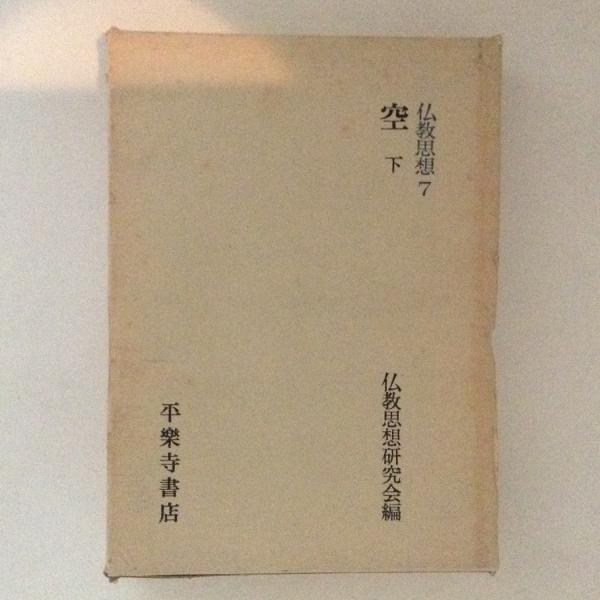 仏教思想 7
空 下
仏教思想研究会編
平樂寺書店